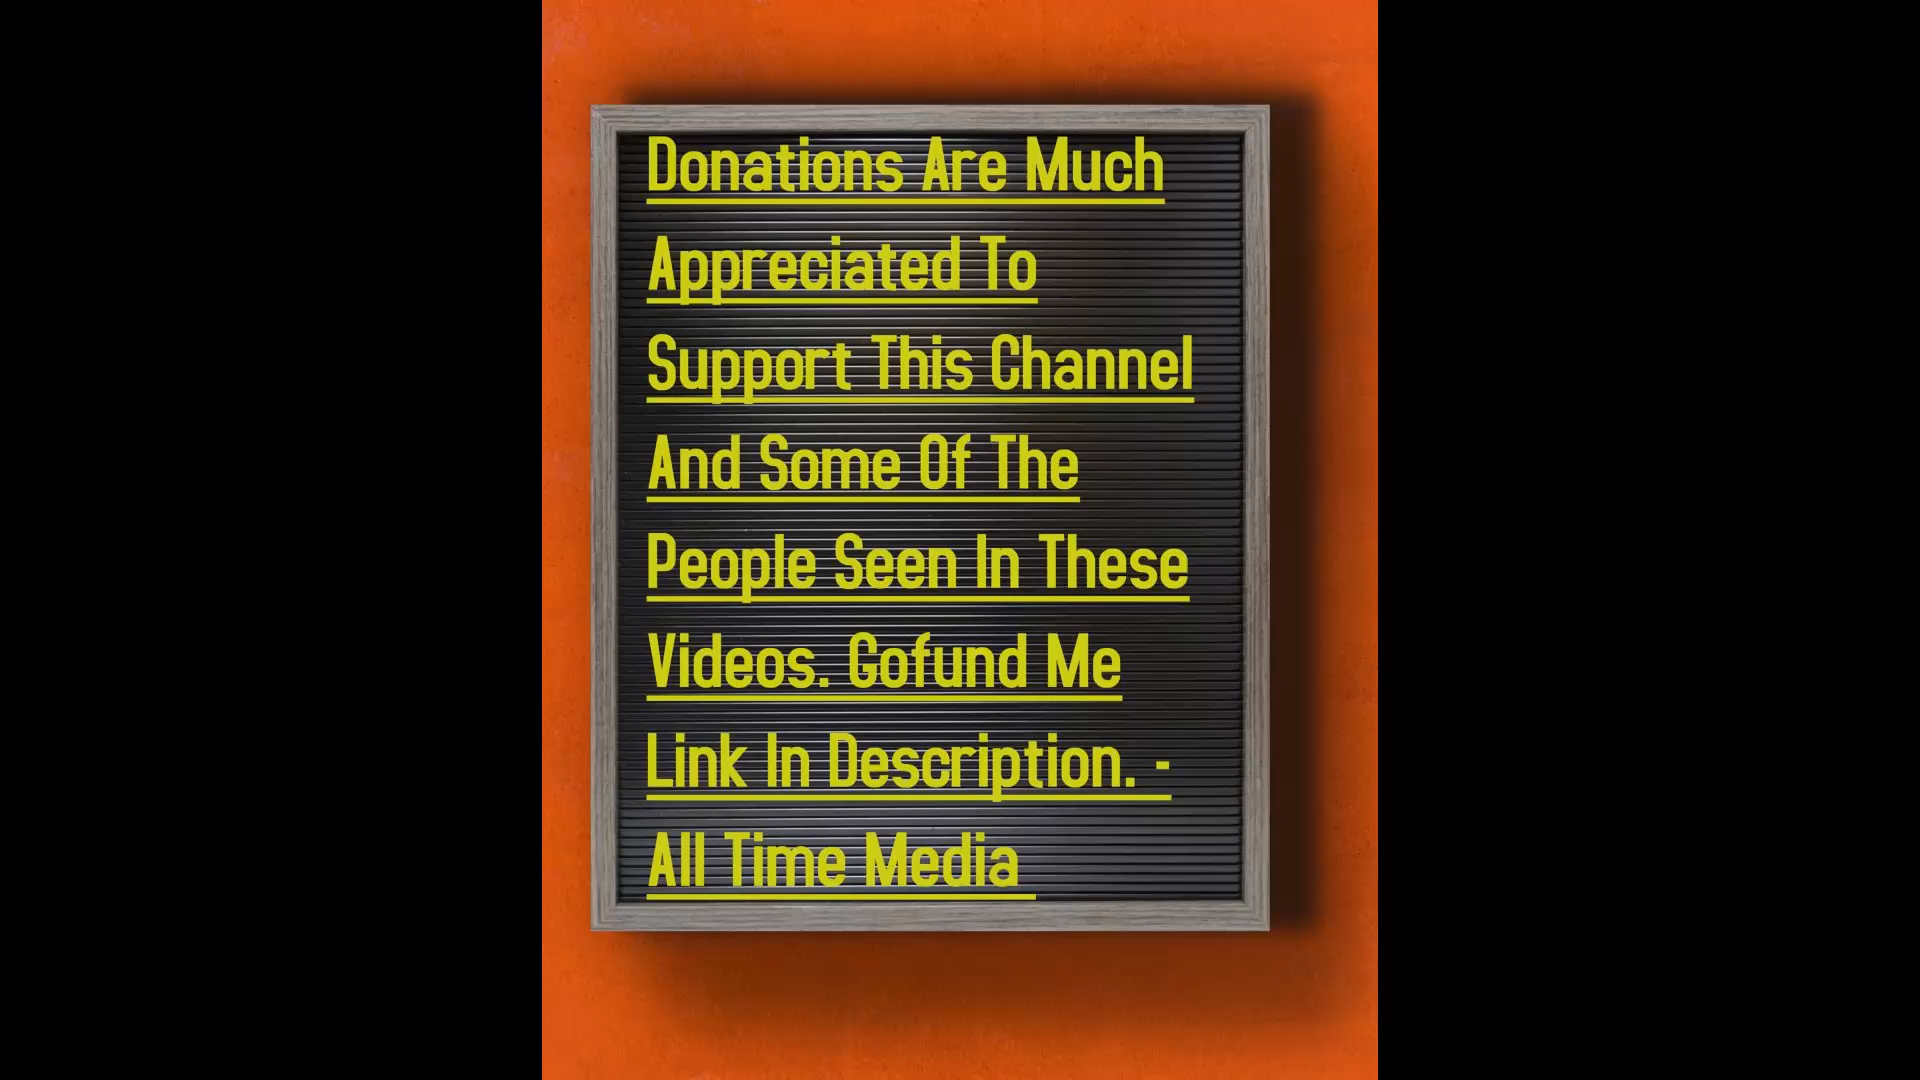 Donations Are Much
Appreciated To
Support This Channel
And Some Of The
People Seen In These
Videos. Gofund Me
Link In Description. -
All Time Media